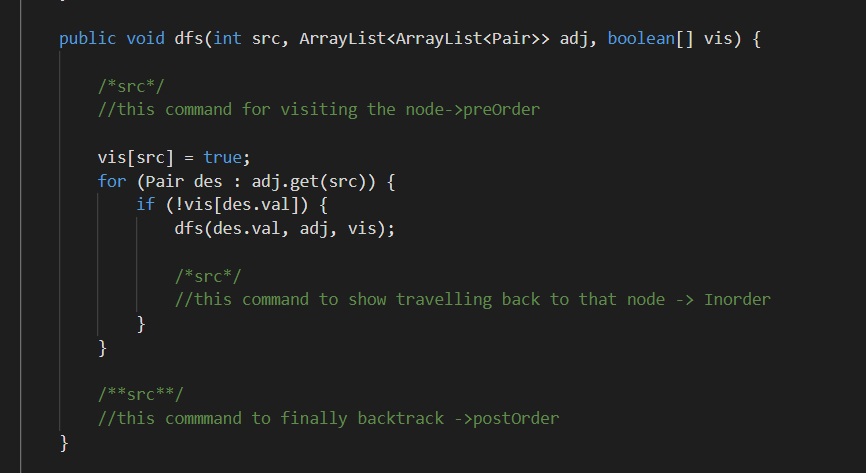 public void dfs(int src, ArrayList<ArrayList<Pair>> adj, boolean[] vis) {
/*src*/
//this command for visiting the node->preOrder
vis[src] = true;
for (Pair des : adj.get(src)) {
if (!vis[des.val]) {
dfs(des.val, adj, vis);
/*src*/
//this command to show travelling back to that node -> Inorder
}
}
/**src**/
//this commmand to finally backtrack ->postOrder
}